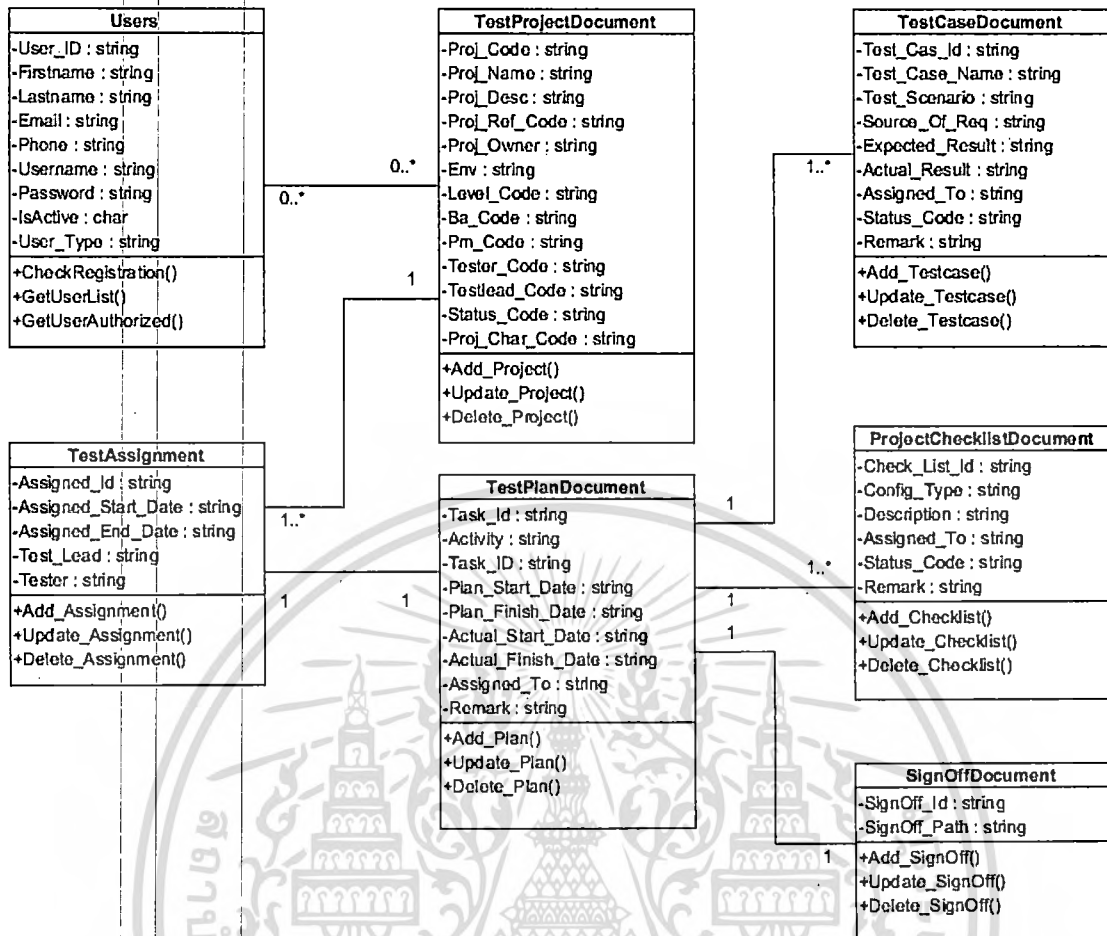 Users
-User_ID : string
-Firstname : string
-Lastname : string
-Email : string
-Phone : string
-Username : string
-Password : string
-IsActive : char
-User_Type : string
+CheckRegistration()
+GetUserList()
+GetUserAuthorized()
0..*
0..*
TestProjectDocument
-Proj_Code : string
-Proj_Name : string
-Proj_Desc : string
-Proj_Ref_Code : string
-Proj_Owner : string
-Env : string
-Level_Code : string
-Ba_Code : string
-Pm_Code : string
-Tester_Code : string
-Testlead_Code : string
-Status_Code : string
-Proj_Char_Code : string
+Add_Project()
+Update_Project()
+Delete_Project()
1
1..*
TestCaseDocument
-Test_Cas_Id : string
-Test_Case_Name : string
-Test_Scenario : string
-Source_Of_Req : string
-Expected_Result : string
-Actual_Result : string
-Assigned_To : string
-Status_Code : string
-Remark : string
+Add_Testcase()
+Update_Testcase()
+Delete_Testcase()
1..*
TestAssignment
-Assigned_Id : string
-Assigned_Start_Date : string
-Assigned_End_Date : string
-Test_Lead : string
-Tester : string
+Add_Assignment()
+Update_Assignment()
+Delete_Assignment()
1
1
TestPlanDocument
-Task_Id : string
-Activity : string
-Task_ID : string
-Plan_Start_Date : string
-Plan_Finish_Date : string
-Actual_Start_Date : string
-Actual_Finish_Date : string
-Assigned_To : string
-Remark : string
+Add_Plan()
+Update_Plan()
+Delete_Plan()
1
1
1
ProjectChecklistDocument
-Check_List_Id : string
-Config_Type : string
-Description : string
-Assigned_To : string
-Status_Code : string
-Remark : string
+Add_Checklist()
+Update_Checklist()
+Delete_Checklist()
1..*
SignOffDocument
-SignOff_Id : string
-SignOff_Path : string
+Add_SignOff()
+Update_SignOff()
+Delete_SignOff()
1